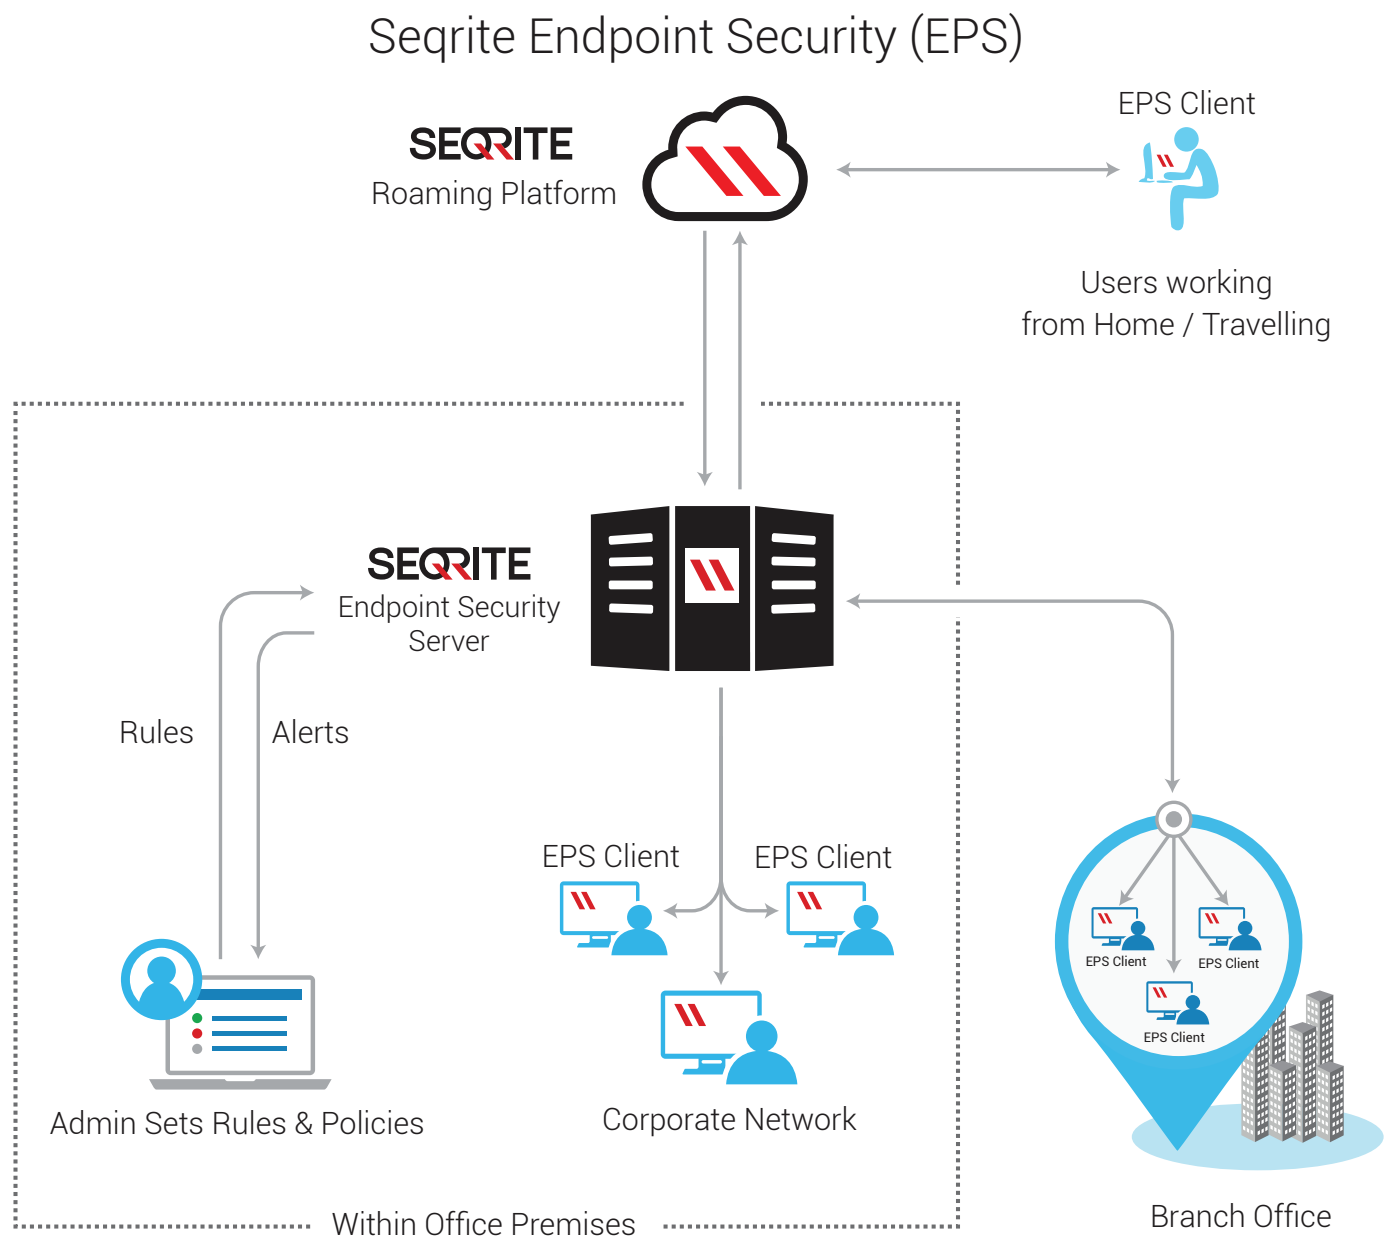 Seqrite Endpoint Security (EPS)
SEQRITE
Roaming Platform
EPS Client
Users working
from Home / Travelling
SEQRITE
Endpoint Security
Server
Rules
Alerts
EPS Client
EPS Client
EPS Client
EPS Client
EPS Client
Admin Sets Rules & Policies
Corporate Network
Branch Office
Within Office Premises